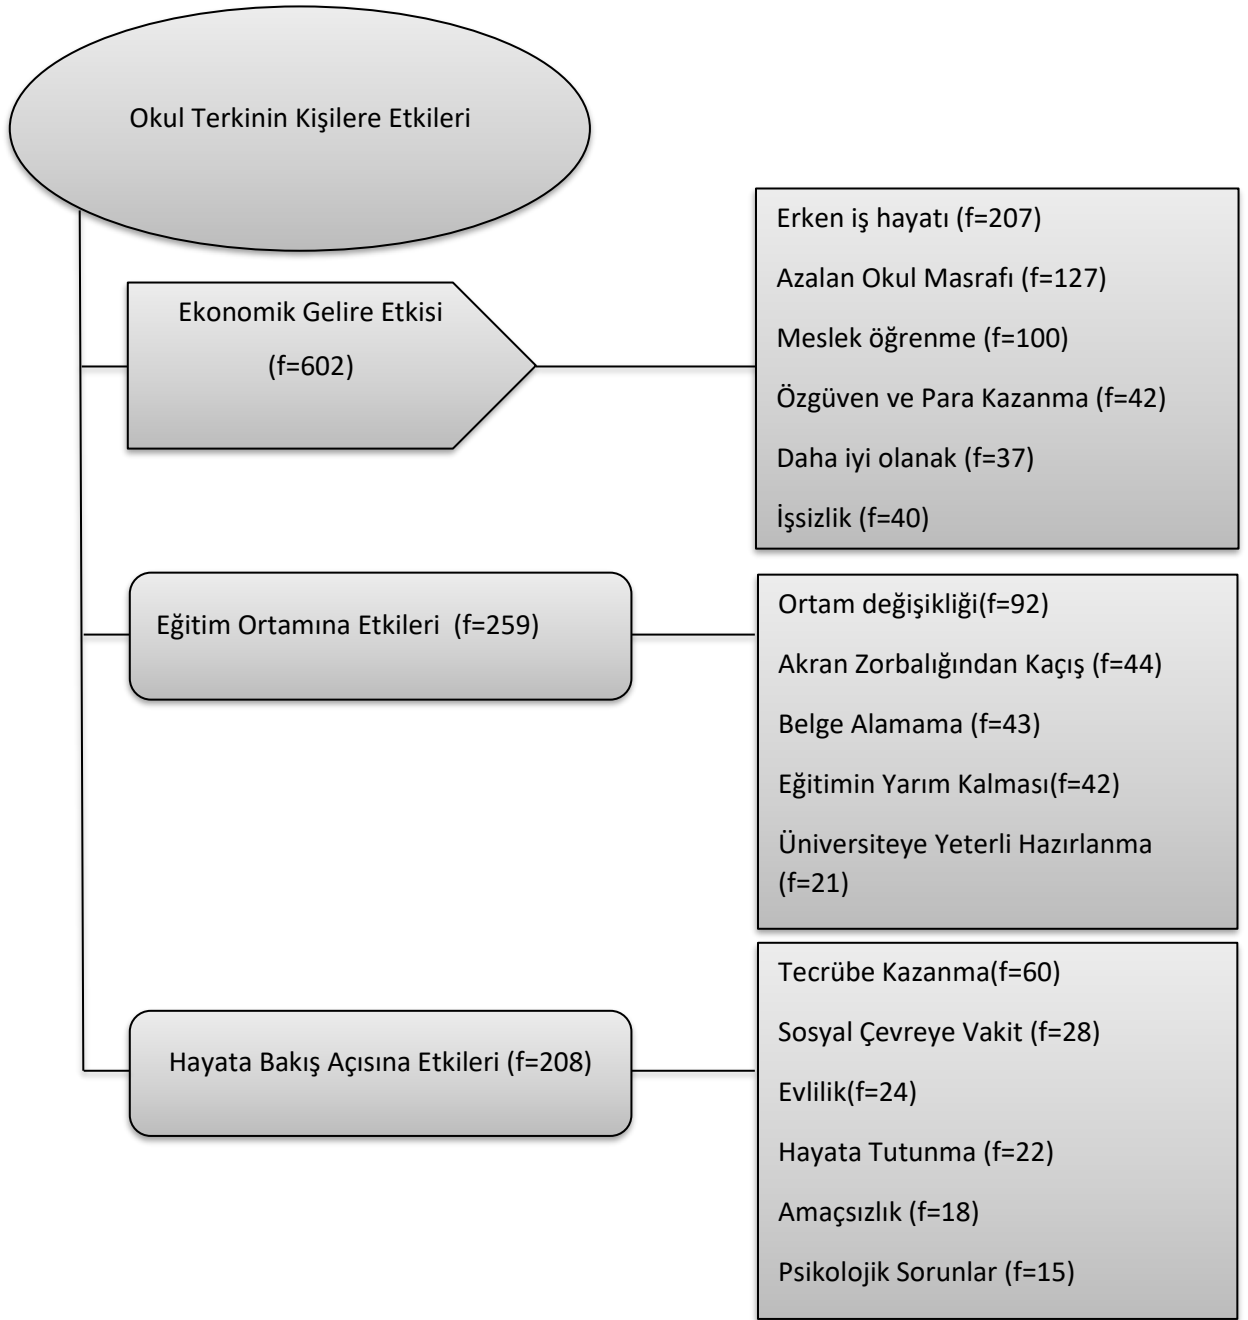 Okul Terkinin Kişilere Etkileri
Ekonomik Gelire Etkisi
(f=602)
Erken iş hayatı (f=207)
Azalan Okul Masrafı (f=127)
Meslek öğrenme (f=100)
Özgüven ve Para Kazanma (f=42)
Daha iyi olanak (f=37)
İşsizlik (f=40)
Eğitim Ortamına Etkileri (f=259)
Ortam değişikliği(f=92)
Akran Zorbalığından Kaçış (f=44)
Belge Alamama (f=43)
Eğitimin Yarım Kalması(f=42)
Üniversiteye Yeterli Hazırlanma
(f=21)
Hayata Bakış Açısına Etkileri (f=208)
Tecrübe Kazanma(f=60)
Sosyal Çevreye Vakit (f=28)
Evlilik(f=24)
Hayata Tutunma (f=22)
Amaçsızlık (f=18)
Psikolojik Sorunlar (f=15)